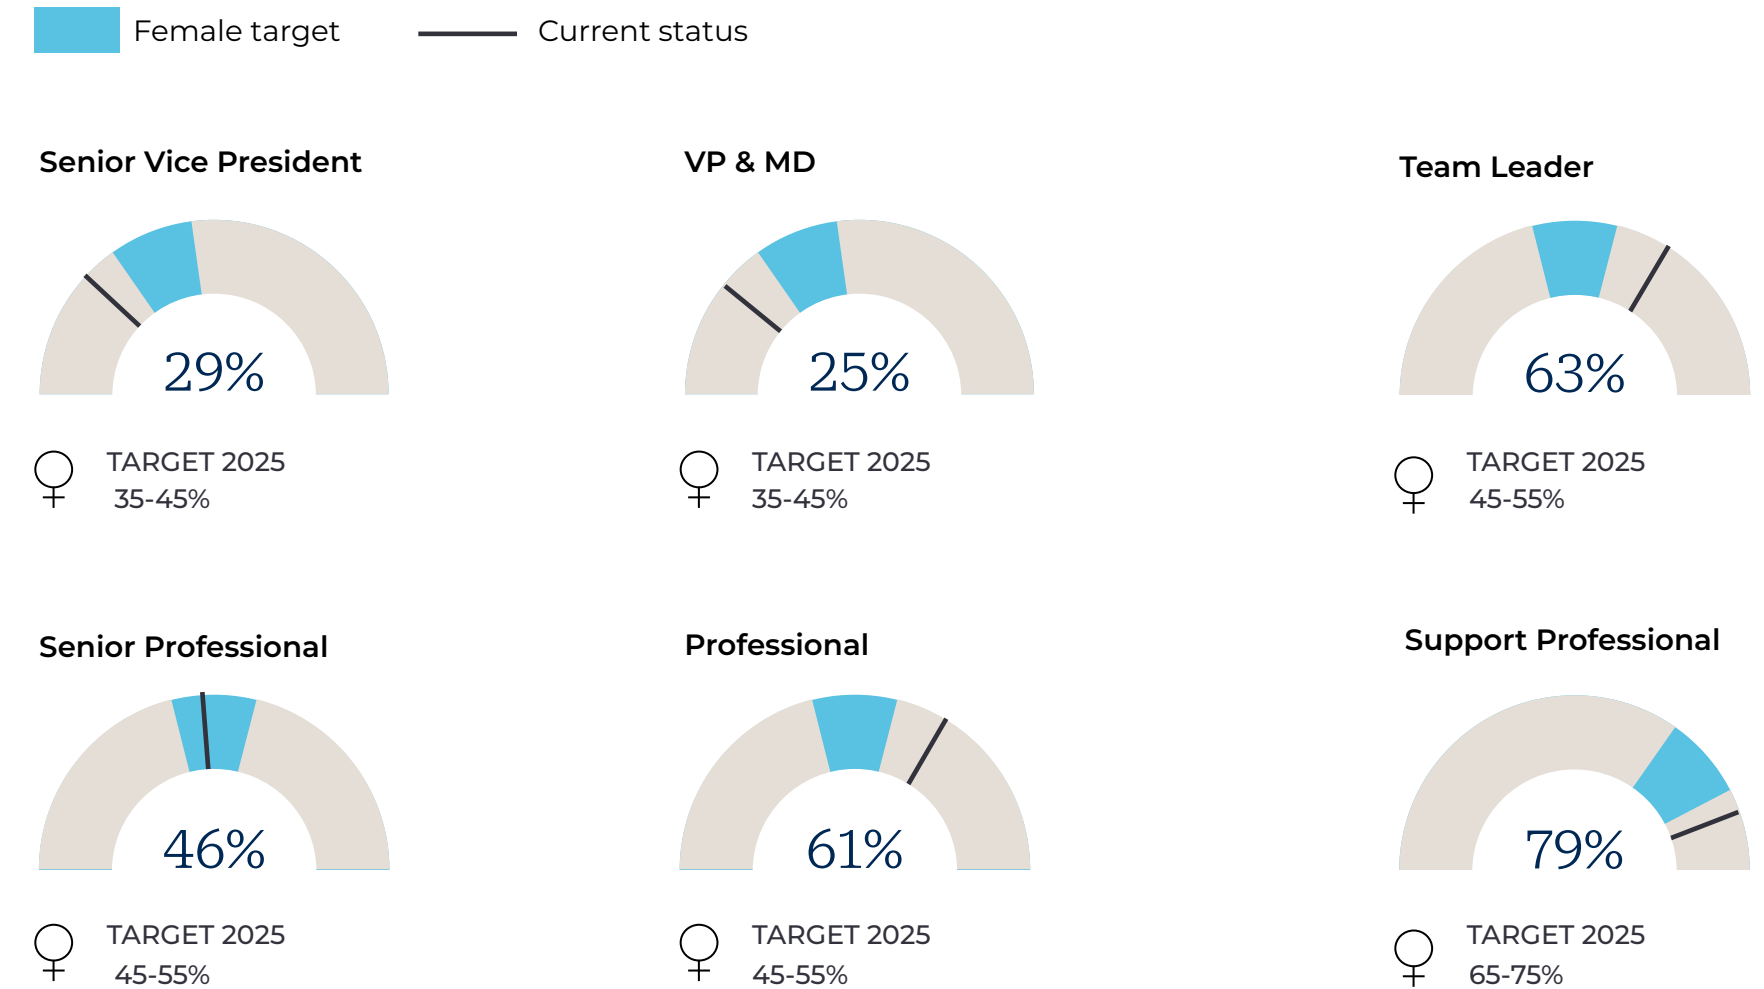 Female target
Current status
Senior Vice President
29%
TARGET 2025
35-45%
VP & MD
25%
TARGET 2025
35-45%
Team Leader
63%
TARGET 2025
45-55%
Senior Professional
46%
TARGET 2025
45-55%
Professional
61%
TARGET 2025
45-55%
Support Professional
79%
TARGET 2025
65-75%